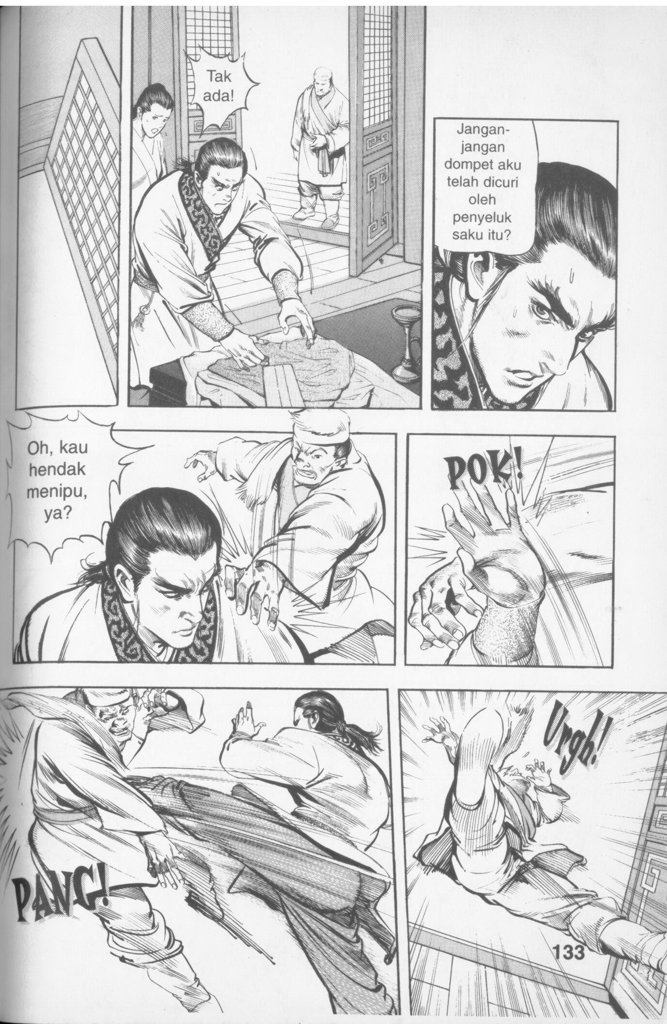 Tak
ada!
Jangan-
jangan
dompet aku
telah dicuri
oleh
penyeluk
saku itu?
Oh, kau
hendak
menipu,
ya?
POK!
PANG!
Urgh!
133